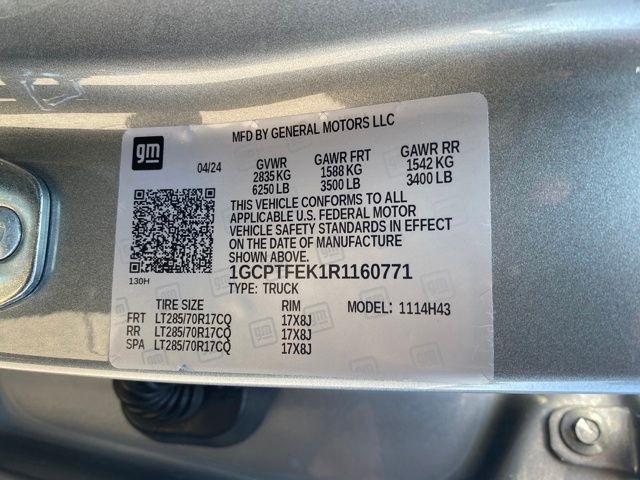 gm
MFD BY GENERAL MOTORS LLC
04/24 GVWR GAWR FRT GAWR RR
2835 KG 1588 KG 1542 KG
6250 LB 3500 LB 3400 LB
THIS VEHICLE CONFORMS TO ALL
APPLICABLE U.S. FEDERAL MOTOR
VEHICLE SAFETY STANDARDS IN EFFECT
ON THE DATE OF MANUFACTURE
SHOWN ABOVE.
130H
1GCPTFEK1R1160771
TYPE: TRUCK
TIRE SIZE RIM MODEL: 1114H43
FRT LT285/70R17CQ 17X8J
RR LT285/70R17CQ 17X8J
SPA LT285/70R17CQ 17X8J